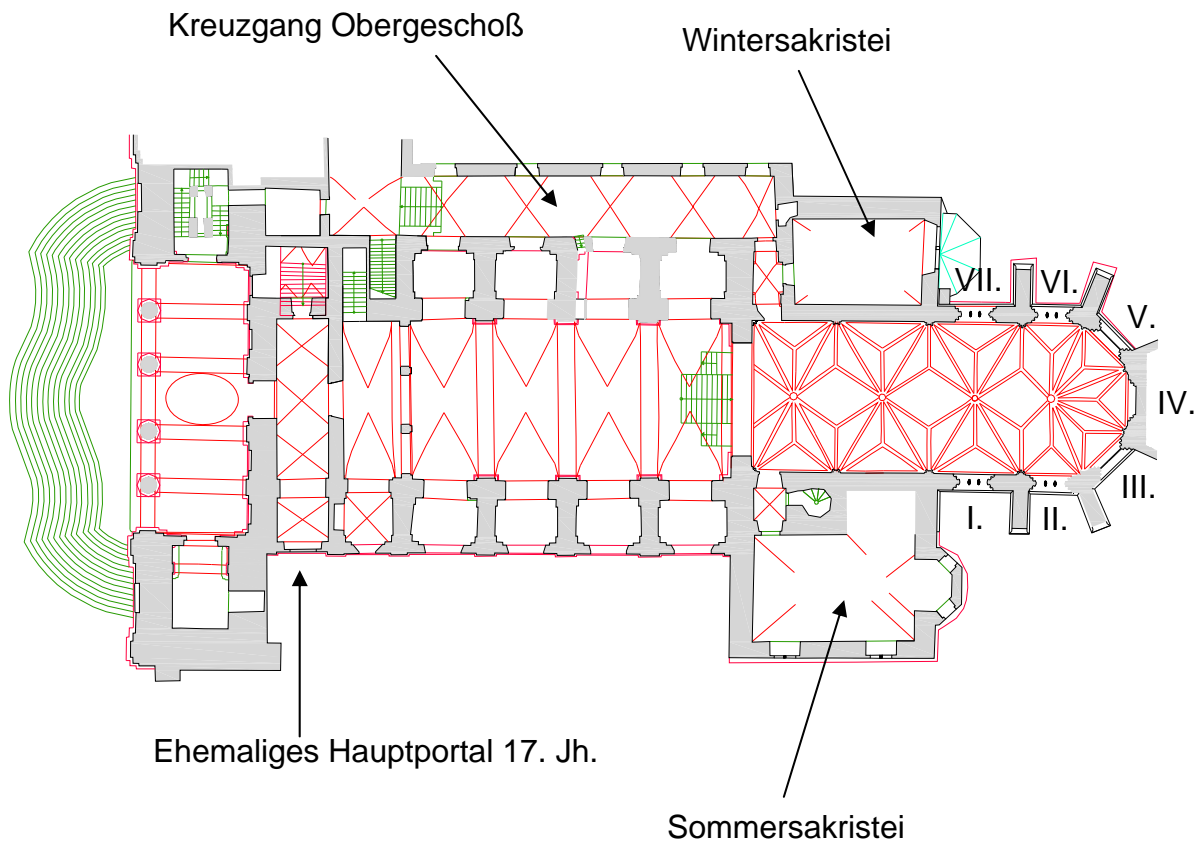 Kreuzgang Obergeschoß
Wintersakristei
VII.
VI.
V.
IV.
III.
I.
II.
Ehemaliges Hauptportal 17. Jh.
Sommersakristei